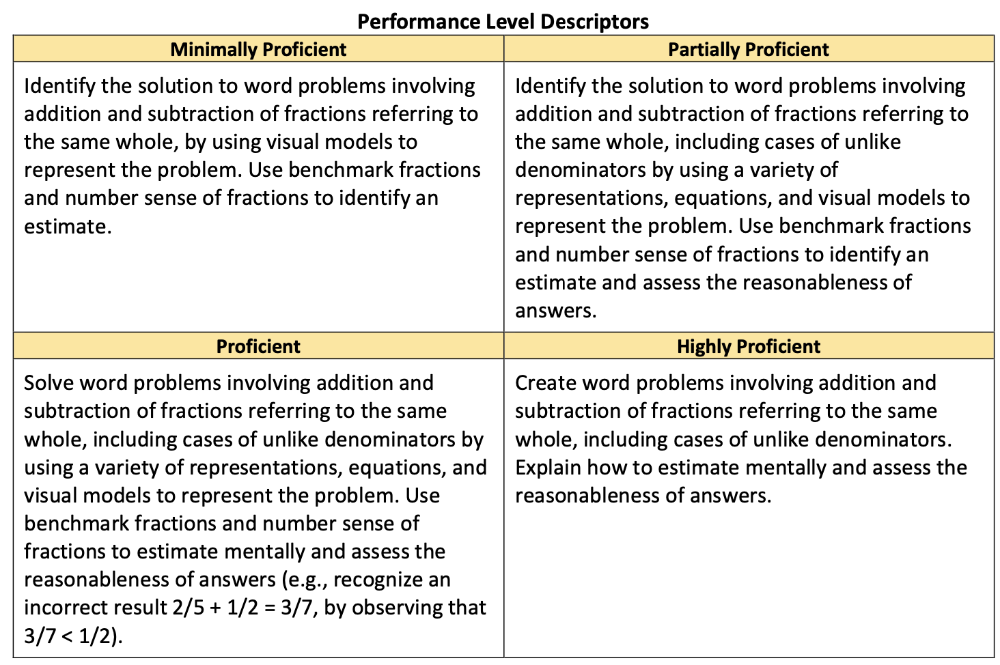 Performance Level Descriptors
Minimally Proficient
Identify the solution to word problems involving
addition and subtraction of fractions referring to
the same whole, by using visual models to
represent the problem. Use benchmark fractions
and number sense of fractions to identify an
estimate.
Partially Proficient
Identify the solution to word problems involving
addition and subtraction of fractions referring to
the same whole, including cases of unlike
denominators by using a variety of
representations, equations, and visual models to
represent the problem. Use benchmark fractions
and number sense of fractions to identify an
estimate and assess the reasonableness of
answers.
Proficient
Solve word problems involving addition and
subtraction of fractions referring to the same
whole, including cases of unlike denominators by
using a variety of representations, equations, and
visual models to represent the problem. Use
benchmark fractions and number sense of
fractions to estimate mentally and assess the
reasonableness of answers (e.g., recognize an
incorrect result 2/5 + 1/2 = 3/7, by observing that
3/7 < 1/2).
Highly Proficient
Create word problems involving addition and
subtraction of fractions referring to the same
whole, including cases of unlike denominators.
Explain how to estimate mentally and assess the
reasonableness of answers.